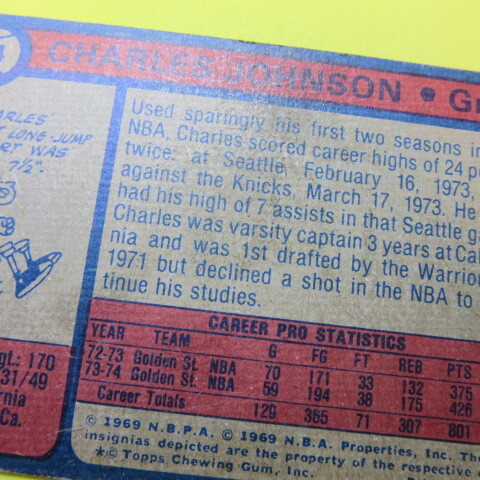 CHARLES JOHNSON • G
ARLES
LONG-JUMP
RT WAS
7½".
Used sparingly his first two seasons in
NBA, Charles scored career highs of 24 p
twice: at Seattle, February 16, 1973,
against the Knicks, March 17, 1973. He
had his high of 7 assists in that Seattle ga
Charles was varsity captain 3 years at Cal
nia and was 1st drafted by the Warrior
1971 but declined a shot in the NBA to
tinue his studies.
gt.: 170
31/49
rnia
Ca.
CAREER PRO STATISTICS
YEAR TEAM G FG FT REB PTS
72-73 Golden St. NBA 70 171 33 132 375
73-74 Golden St. NBA 59 194 38 175 426
Career Totals 129 365 71 307 801
© 1969 N.B.P.A. © 1969 N.B.A. Properties, Inc. The
insignias depicted are the property of the respective
*© Topps Chewing Gum, Inc.